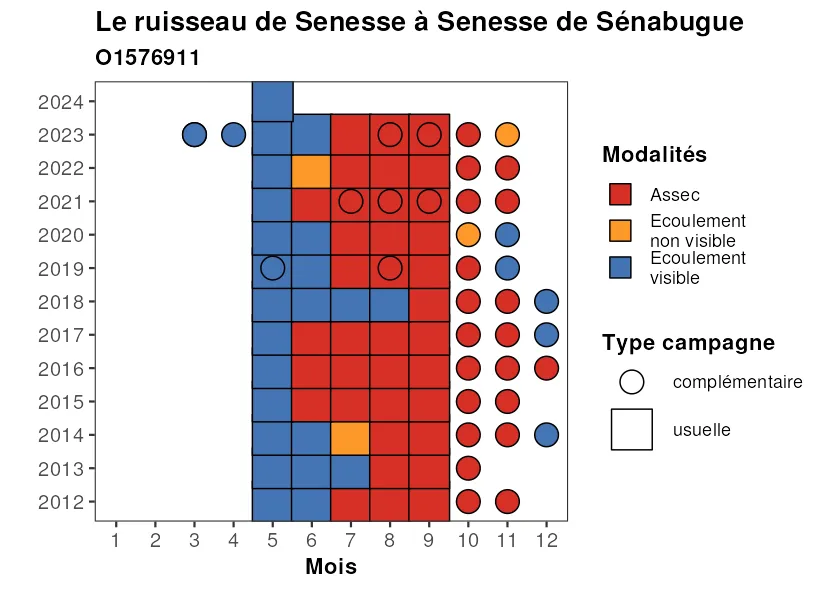 Le ruisseau de Senesse à Senesse de Sénabugue
O1576911
2024
2023
2022
2021
2020
2019
2018
2017
2016
2015
2014
2013
2012
1 2 3 4 5 6 7 8 9 10 11 12
Mois
Modalités
Assec
Ecoulement
non visible
Ecoulement
visible
Type campagne
complémentaire
usuelle